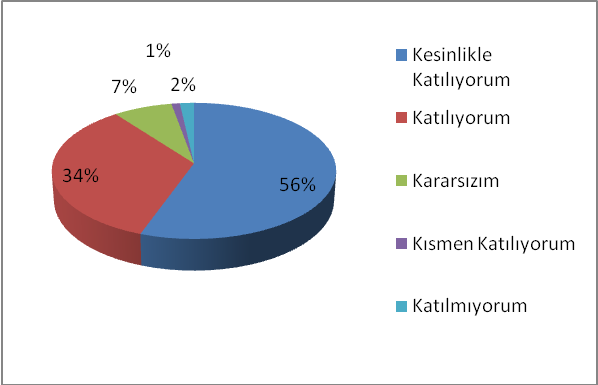 1%
7%
2%
34%
56%
Kesinlikle
Katılıyorum
Katılıyorum
Kararsızım
Kısmen Katılıyorum
Katılmıyorum